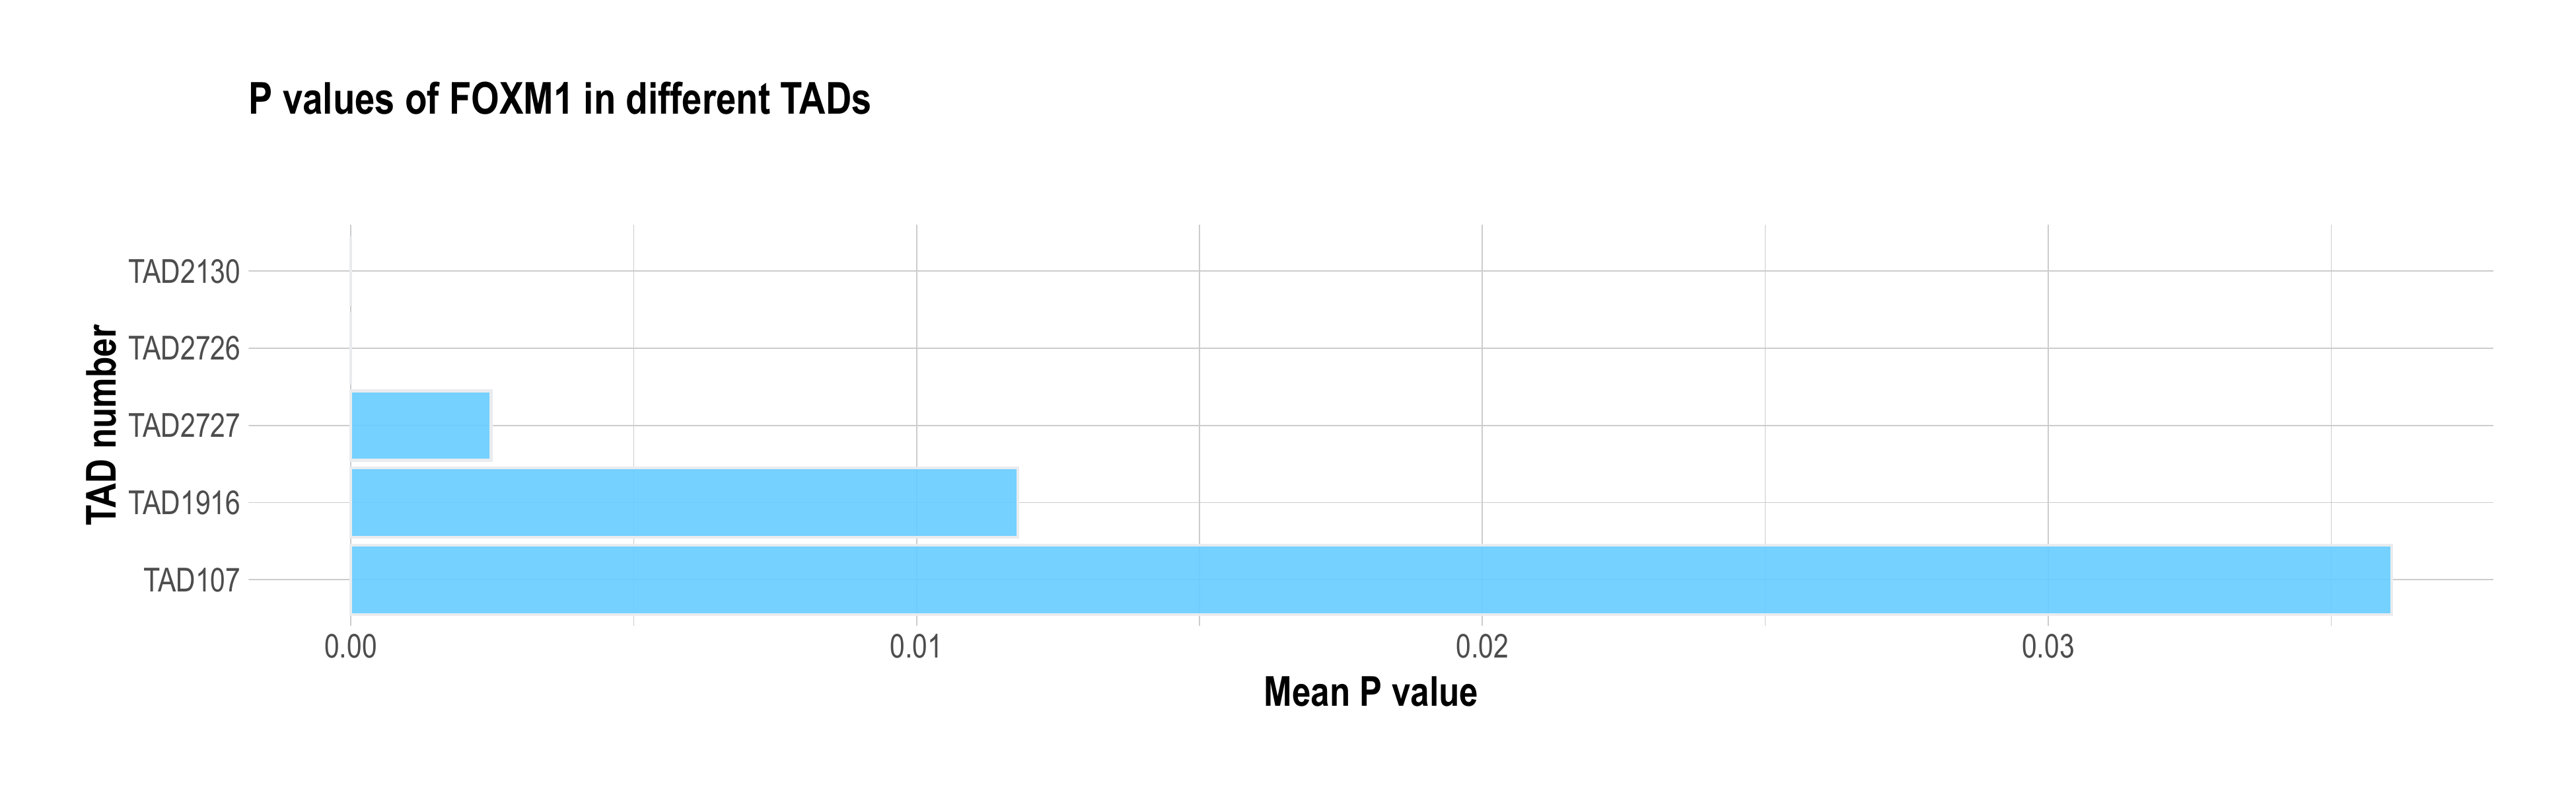 P values of FOXM1 in different TADs
TAD number
TAD2130
TAD2726
TAD2727
TAD1916
TAD107
0.00 0.01 0.02 0.03
Mean P value